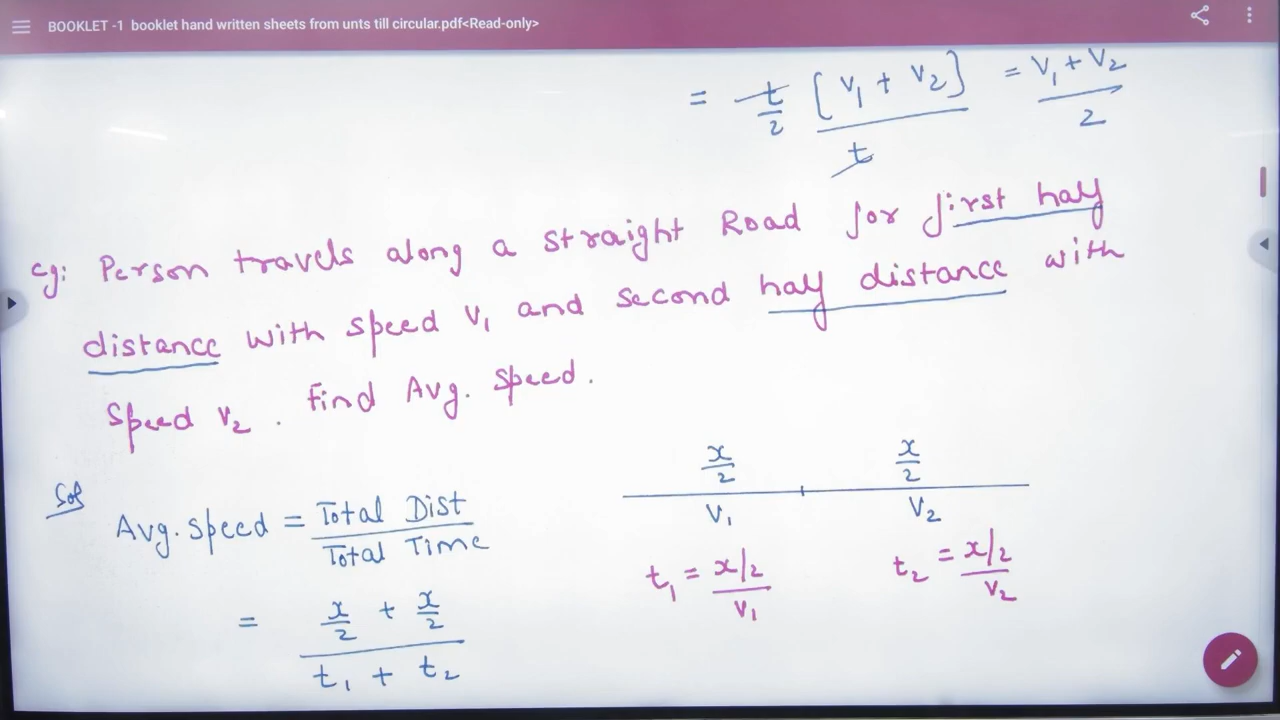 BOOKLET -1 booklet hand written sheets from unts till circular.pdf<Read-only>
= t/2 [V₁ + V₂] / t = V₁ + V₂ / 2
eg: Person travels along a straight Road for first half
distance with speed V₁ and second half distance with
Speed V₂ . Find Avg. Speed.
x/2 x/2
V₁ V₂
Sol
Avg. Speed = Total Dist / Total Time
t₁ = x/2 / V₁ t₂ = x/2 / V₂
= x/2 + x/2 / t₁ + t₂